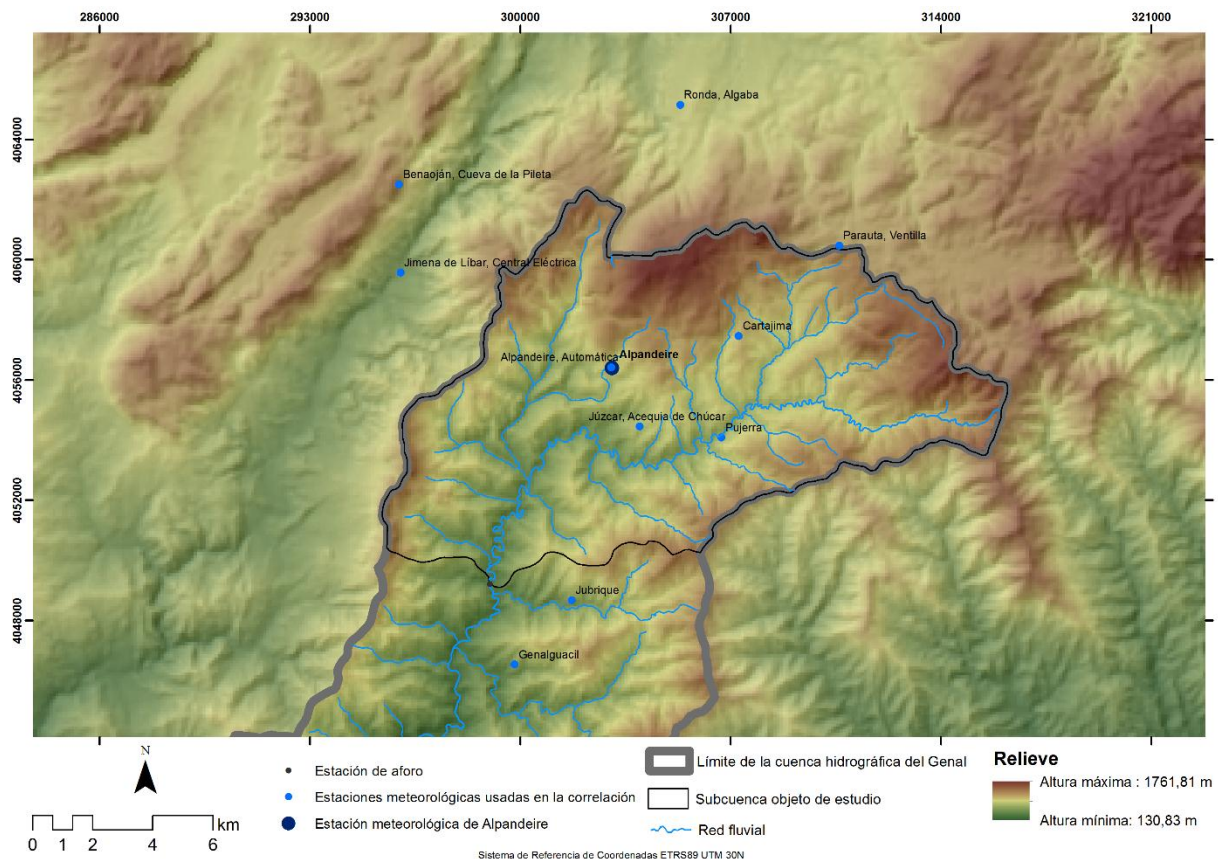 286000 293000 300000 307000 314000 321000
4064000
4060000
4056000
4052000
4048000
Ronda, Algaba
Benaoján, Cueva de la Pileta
Parauta, Ventilla
Jimena de Líbar, Central Eléctrica
Cartajima
Alpandeire, Automática Alpandeire
Júzcar, Acequia de Chúcar
Pujerra
Jubrique
Genalguacil
N
0 1 2 4 6 km
Estación de aforo
Estaciones meteorológicas usadas en la correlación
Estación meteorológica de Alpandeire
Límite de la cuenca hidrográfica del Genal
Subcuenca objeto de estudio
Red fluvial
Relieve
Altura máxima : 1761,81 m
Altura mínima: 130,83 m
Sistema de Referencia de Coordenadas ETRS89 UTM 30N